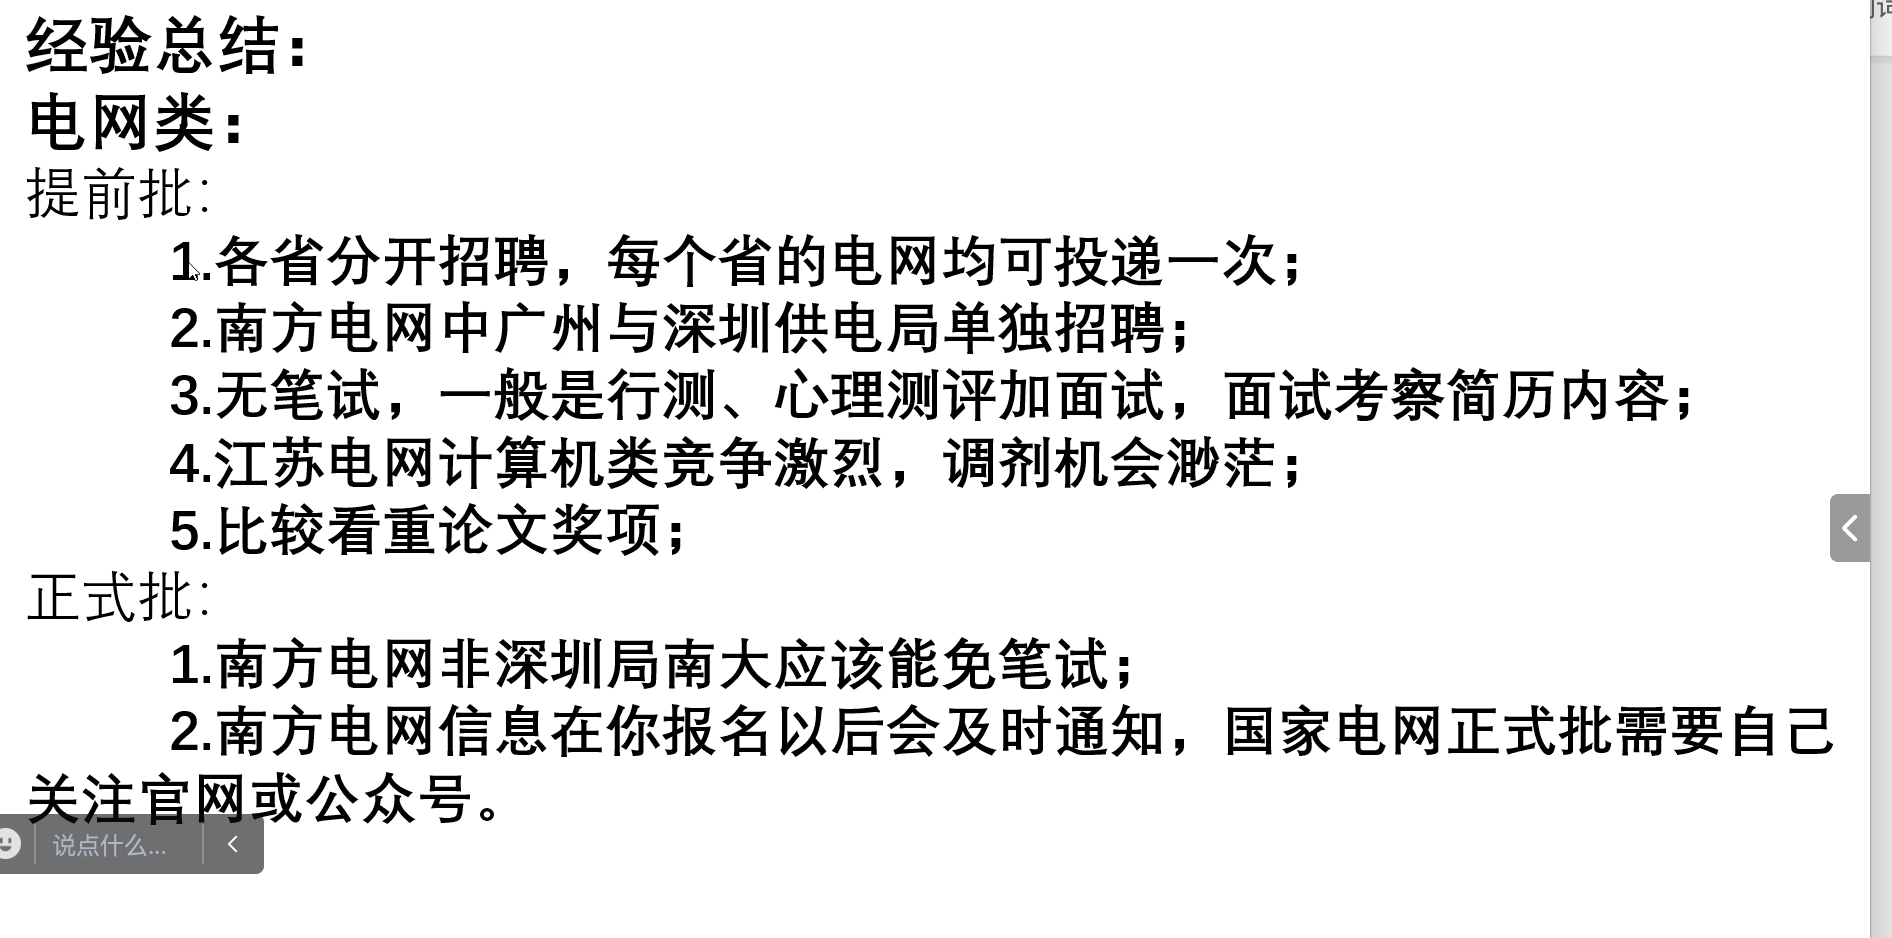 经验总结：
电网类：
提前批：
1.各省分开招聘，每个省的电网均可投递一次；
2.南方电网中广州与深圳供电局单独招聘；
3.无笔试，一般是行测、心理测评加面试，面试考察简历内容；
4.江苏电网计算机类竞争激烈，调剂机会渺茫；
5.比较看重论文奖项；
正式批：
1.南方电网非深圳局南大应该能免笔试；
2.南方电网信息在你报名以后会及时通知，国家电网正式批需要自己
关注官网或公众号。
说点什么...